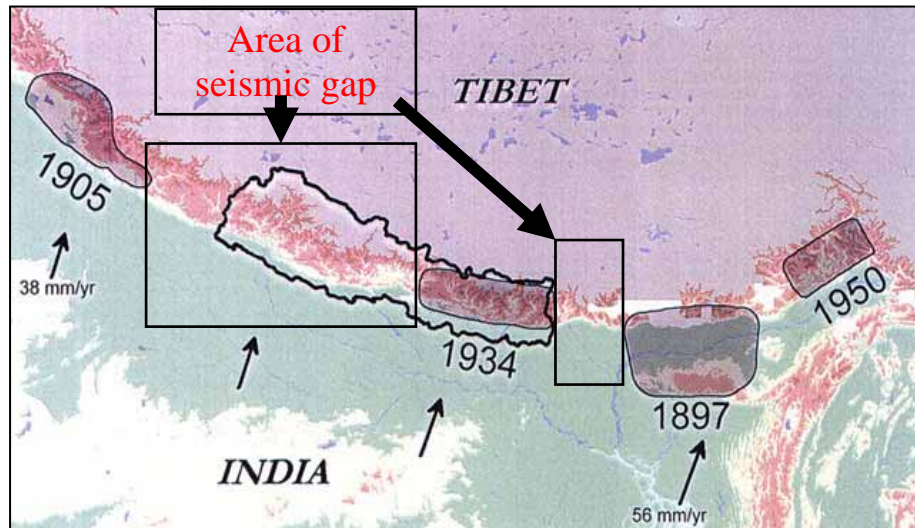 Area of
seismic gap
TIBET
1905
38 mm/yr
1934
1950
1897
INDIA
56 mm/yr